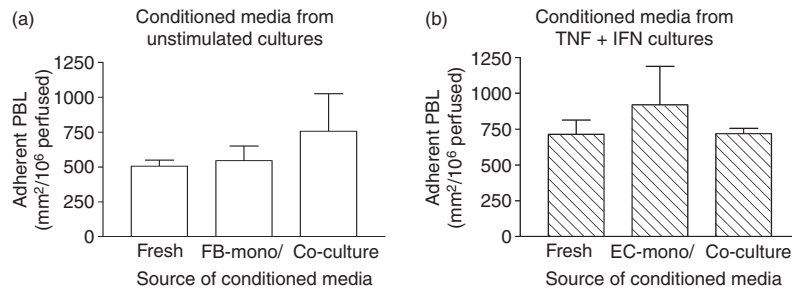 (a)
Conditioned media from
unstimulated cultures
Adherent PBL
(mm²/10⁶ perfused)
1250
1000
750
500
250
0
Fresh FB-mono/ Co-culture
Source of conditioned media
(b)
Conditioned media from
TNF + IFN cultures
Adherent PBL
(mm²/10⁶ perfused)
1250
1000
750
500
250
0
Fresh EC-mono/ Co-culture
Source of conditioned media